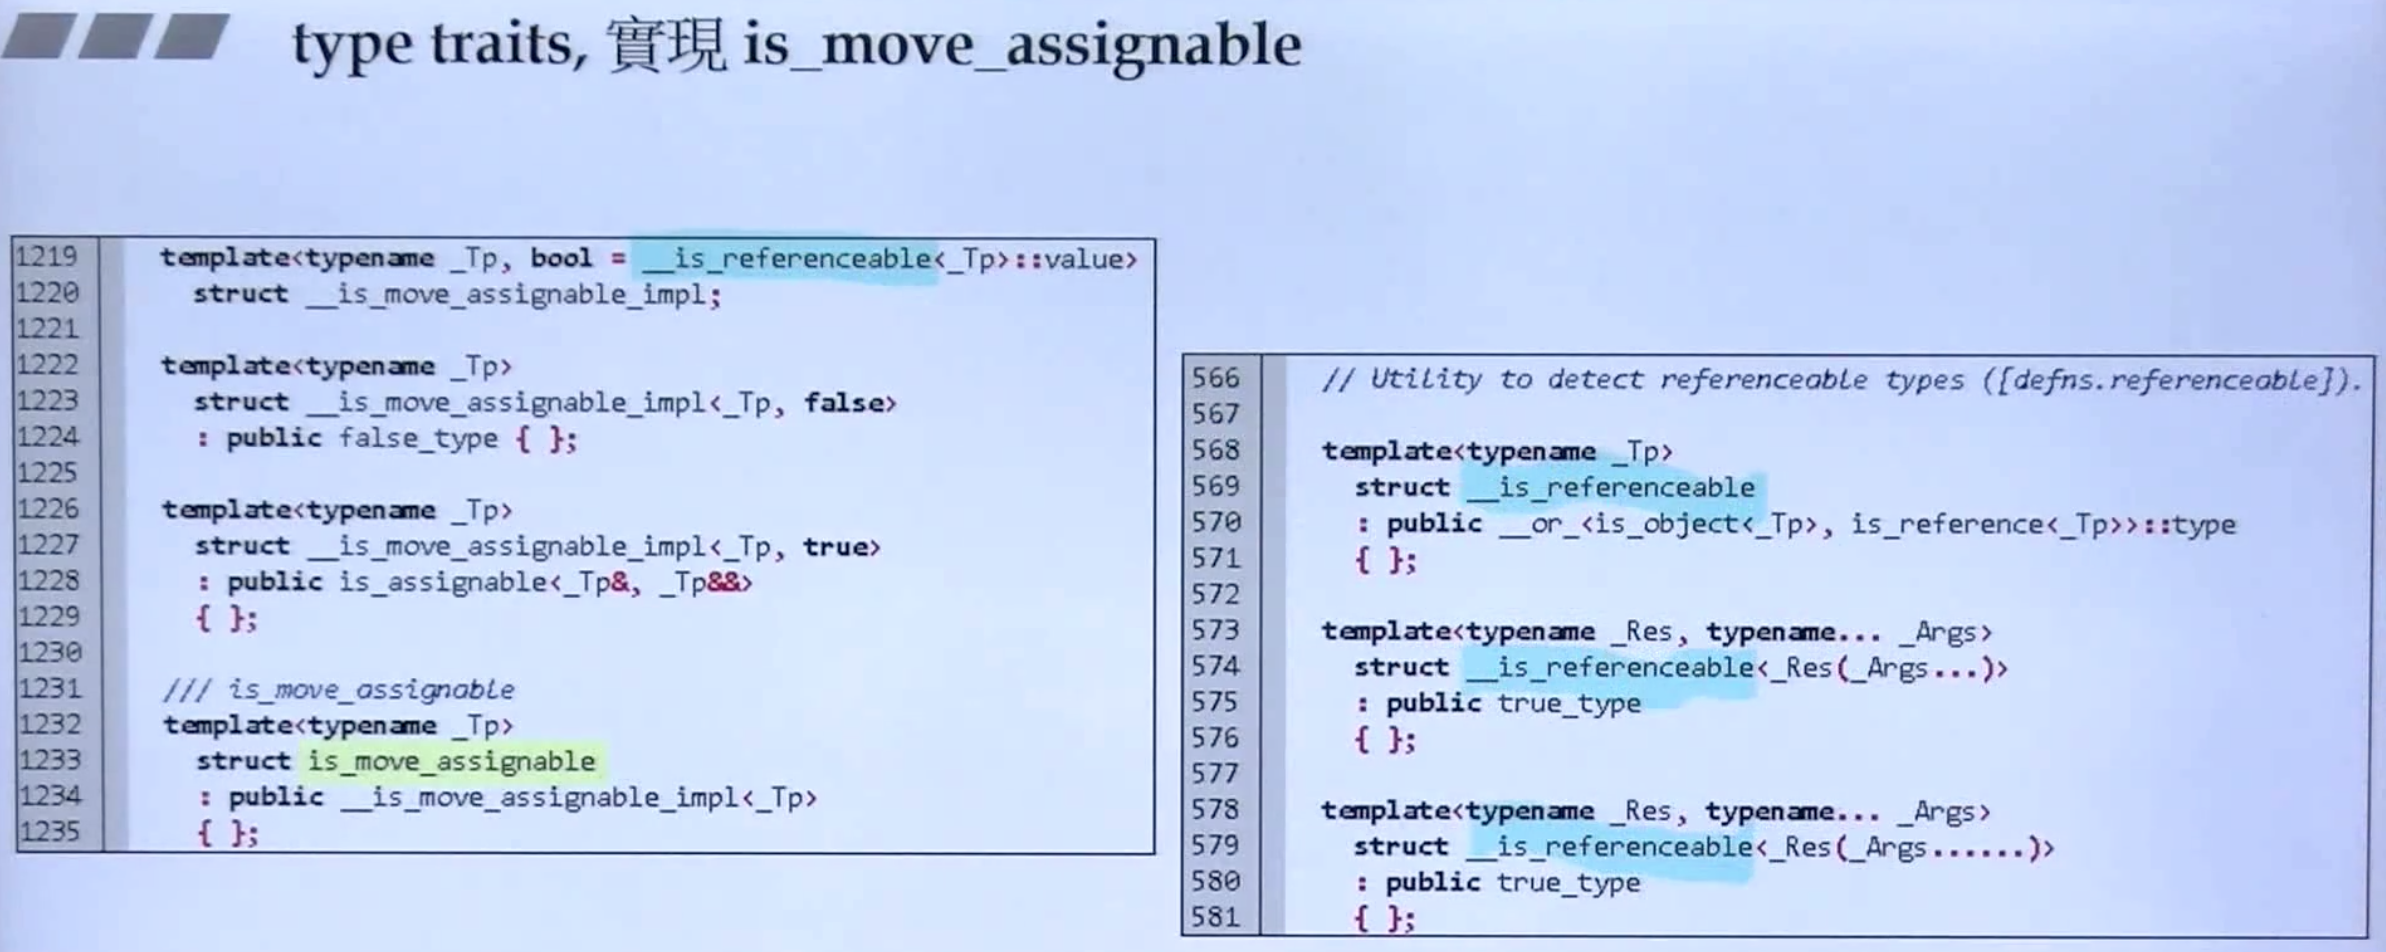 type traits, 實現 is_move_assignable
1219 template<typename _Tp, bool = __is_referenceable<_Tp>::value>
1220 struct __is_move_assignable_impl;
1221
1222 template<typename _Tp>
1223 struct __is_move_assignable_impl<_Tp, false>
1224 : public false_type { };
1225
1226 template<typename _Tp>
1227 struct __is_move_assignable_impl<_Tp, true>
1228 : public is_assignable<_Tp&, _Tp&&>
1229 { };
1230
1231 /// is_move_assignable
1232 template<typename _Tp>
1233 struct is_move_assignable
1234 : public __is_move_assignable_impl<_Tp>
1235 { };
566 // Utility to detect referenceable types ([defns.referenceable]).
567
568 template<typename _Tp>
569 struct __is_referenceable
570 : public __or_<is_object<_Tp>, is_reference<_Tp>>::type
571 { };
572
573 template<typename _Res, typename... _Args>
574 struct __is_referenceable<_Res(_Args...)>
575 : public true_type
576 { };
577
578 template<typename _Res, typename... _Args>
579 struct __is_referenceable<_Res(_Args......)>
580 : public true_type
581 { };